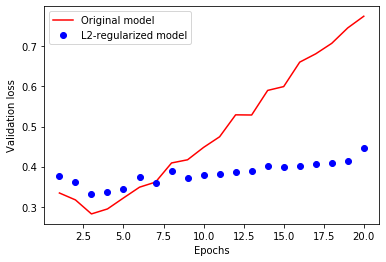 Original model
L2-regularized model
Validation loss
0.7
0.6
0.5
0.4
0.3
2.5 5.0 7.5 10.0 12.5 15.0 17.5 20.0
Epochs